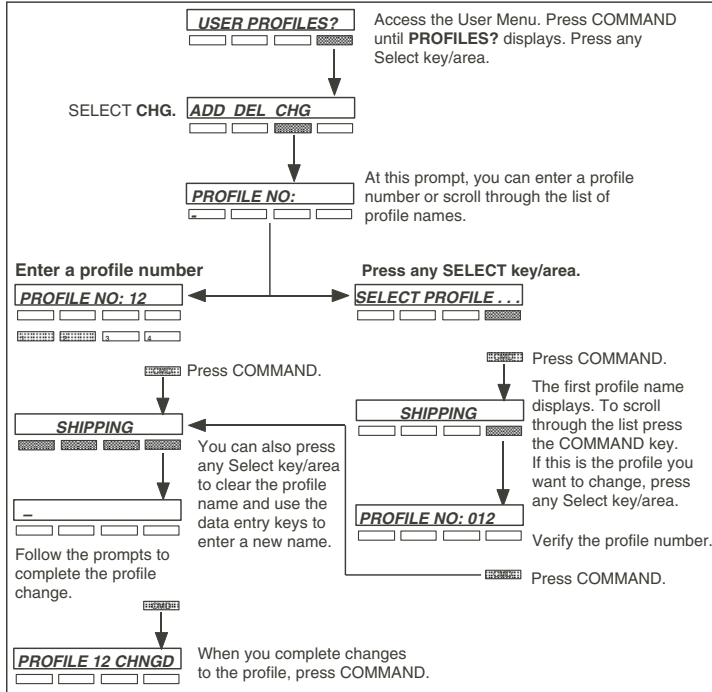 USER PROFILES?
Access the User Menu. Press COMMAND
until PROFILES? displays. Press any
Select key/area.
SELECT CHG.
ADD DEL CHG
PROFILE NO:
At this prompt, you can enter a profile
number or scroll through the list of
profile names.
Enter a profile number
PROFILE NO: 12
1 2 3 4
Press COMMAND.
SHIPPING
You can also press
any Select key/area
to clear the profile
name and use the
data entry keys to
enter a new name.
_
Follow the prompts to
complete the profile
change.
CMD
PROFILE 12 CHNGD
When you complete changes
to the profile, press COMMAND.
Press any SELECT key/area.
SELECT PROFILE . . .
CMD Press COMMAND.
The first profile name
displays. To scroll
through the list press
the COMMAND key.
If this is the profile you
want to change, press
any Select key/area.
SHIPPING
PROFILE NO: 012
Verify the profile number.
CMD Press COMMAND.